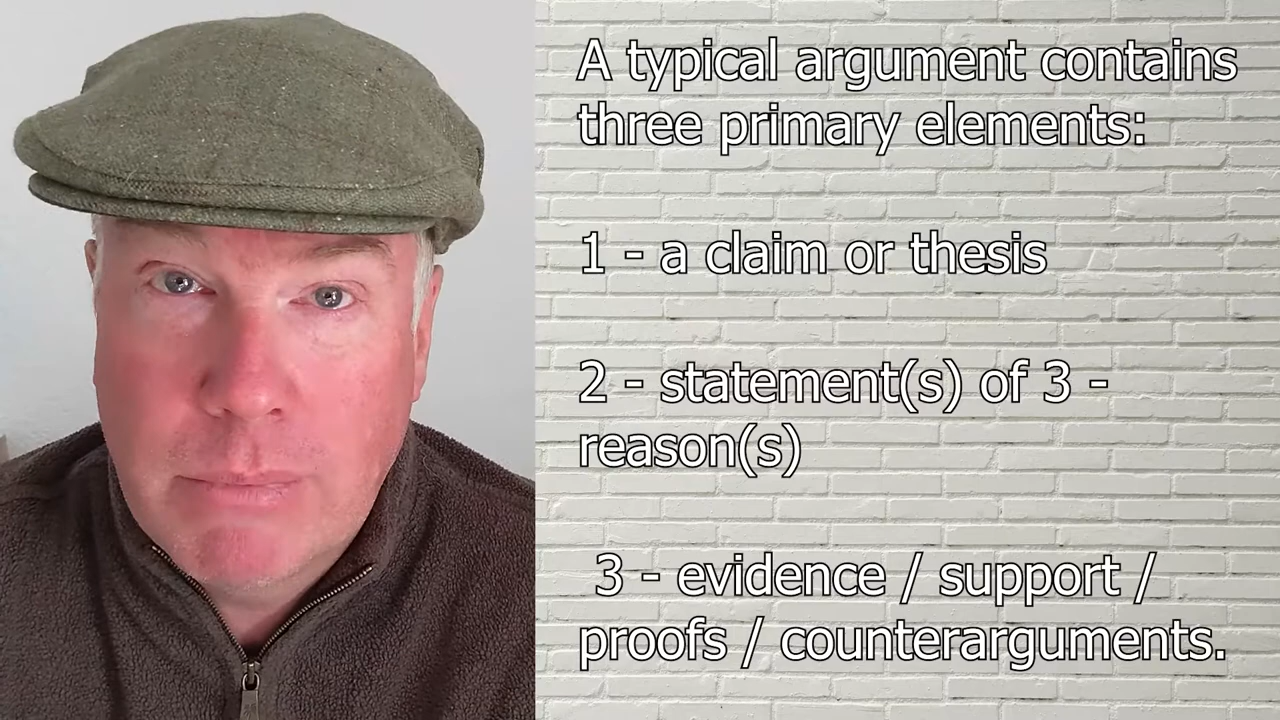 A typical argument contains
three primary elements:
1 - a claim or thesis
2 - statement(s) of 3 -
reason(s)
3 - evidence / support /
proofs / counterarguments.